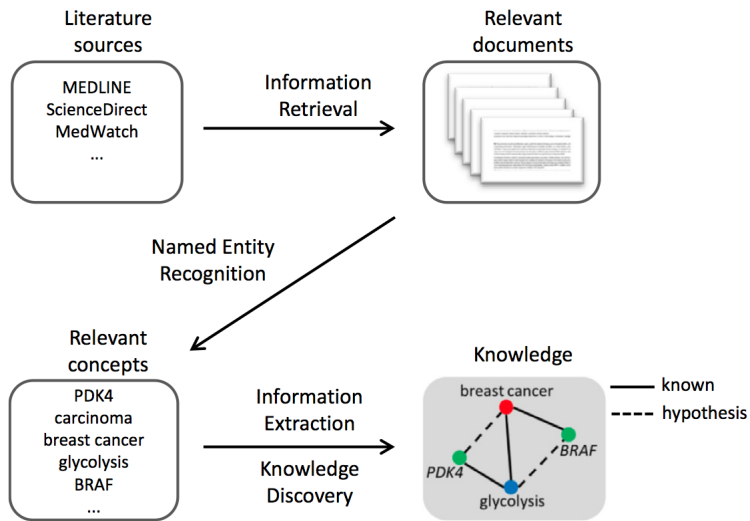 Literature
sources
MEDLINE
ScienceDirect
MedWatch
...
Information
Retrieval
Relevant
documents
Named Entity
Recognition
Relevant
concepts
PDK4
carcinoma
breast cancer
glycolysis
BRAF
...
Information
Extraction
Knowledge
Discovery
Knowledge
breast cancer
BRAF
PDK4
glycolysis
known
hypothesis